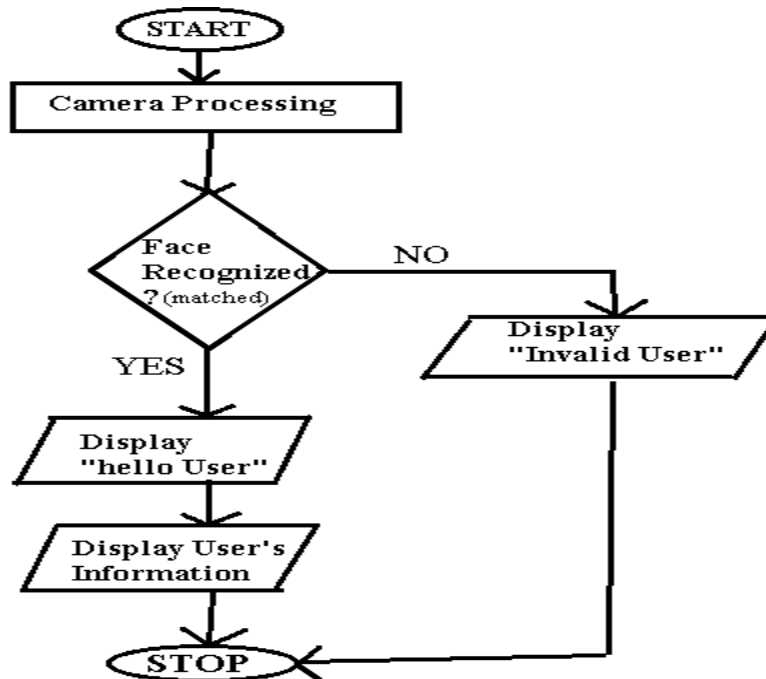 START
Camera Processing
Face
Recognized
?(matched)
NO
YES
Display
"Invalid User"
Display
"hello User"
Display User's
Information
STOP